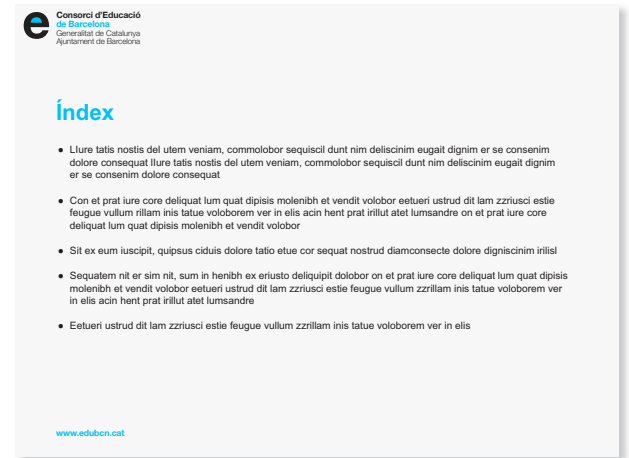 Consorci d'Educació
de Barcelona
Generalitat de Catalunya
Ajuntament de Barcelona
Índex
• Llure tatis nostis del utem veniam, commolobor sequiscil dunt nim deliscinim eugait dignim er se consenim
dolore consequat llure tatis nostis del utem veniam, commolobor sequiscil dunt nim deliscinim eugait dignim
er se consenim dolore consequat
• Con et prat iure core deliquat lum quat dipisis molenibh et vendit volobor eetueri ustrud dit lam zzriusci estie
feugue vullum rillam inis tatue voloborem ver in elis acin hent prat irillut atet lumsandre on et prat iure core
deliquat lum quat dipisis molenibh et vendit volobor
• Sit ex eum iuscipit, quipsus ciduis dolore tatio etue cor sequat nostrud diamconsecte dolore digniscinim irilisl
• Sequatem nit er sim nit, sum in henibh ex eriusto deliquipit dolobor on et prat iure core deliquat lum quat dipisis
molenibh et vendit volobor eetueri ustrud dit lam zzriusci estie feugue vullum zzrillam inis tatue voloborem ver
in elis acin hent prat irillut atet lumsandre
• Eetueri ustrud dit lam zzriusci estie feugue vullum zzrillam inis tatue voloborem ver in elis
www.edubcn.cat